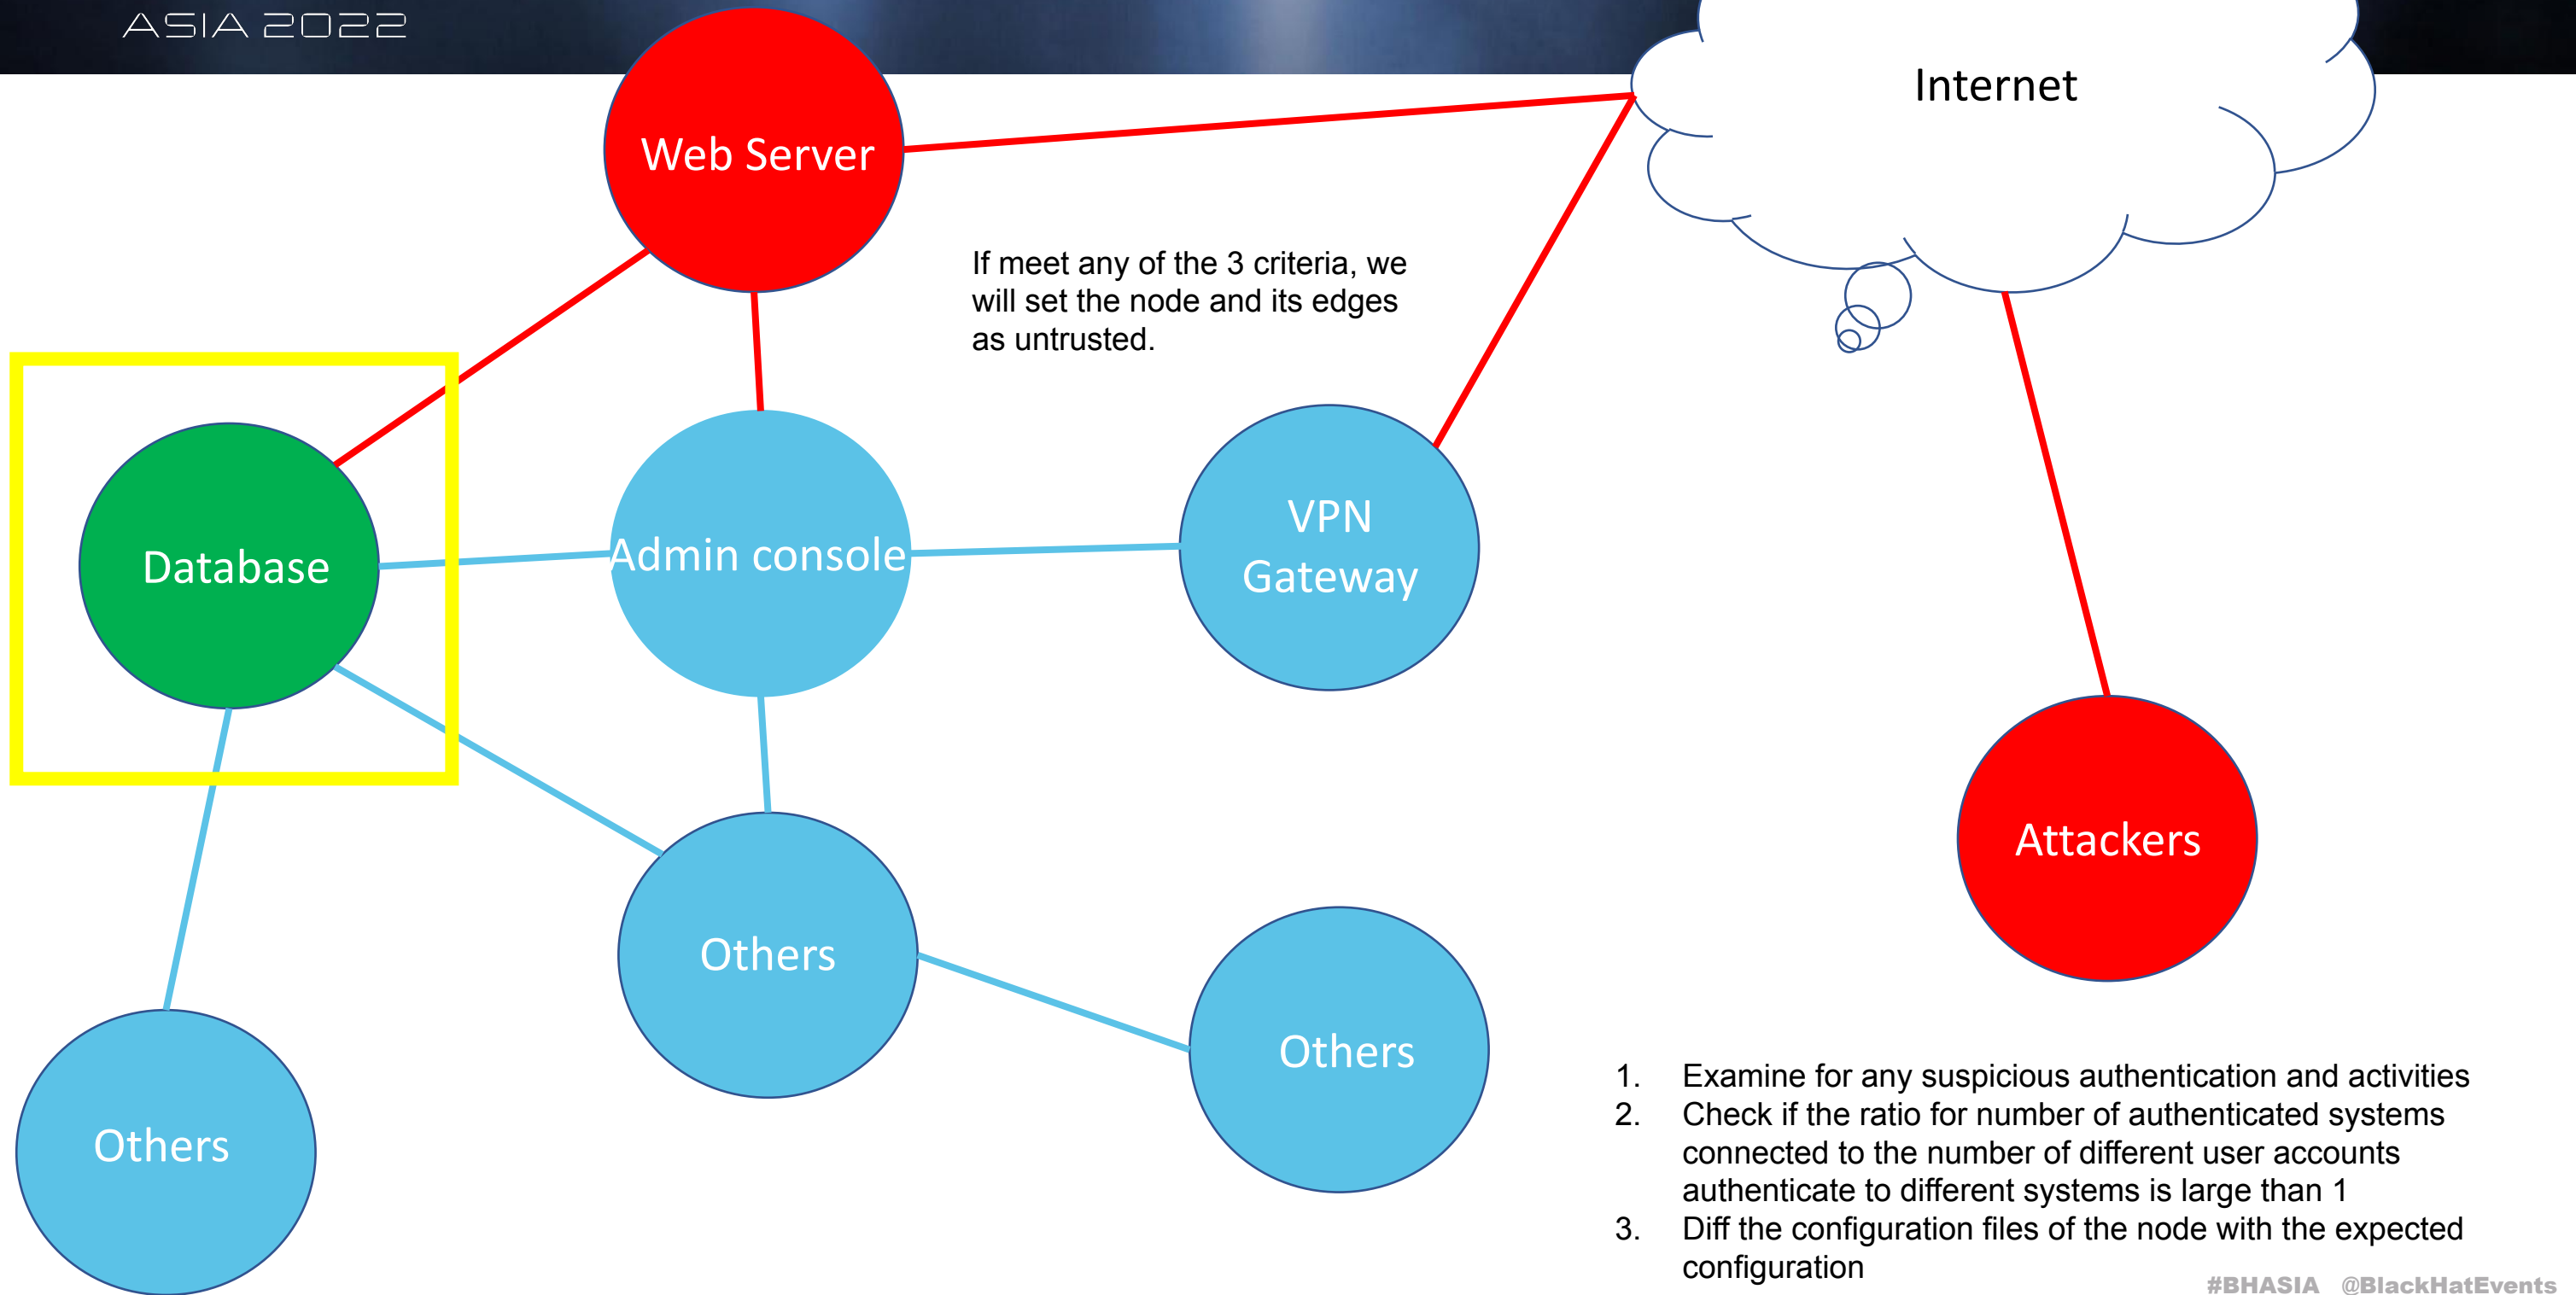 ASIA 2022
Internet
Web Server
If meet any of the 3 criteria, we
will set the node and its edges
as untrusted.
Database
Admin console
VPN
Gateway
Attackers
Others
Others
Others
1. Examine for any suspicious authentication and activities
2. Check if the ratio for number of authenticated systems
connected to the number of different user accounts
authenticate to different systems is large than 1
3. Diff the configuration files of the node with the expected
configuration
#BHASIA @BlackHatEvents